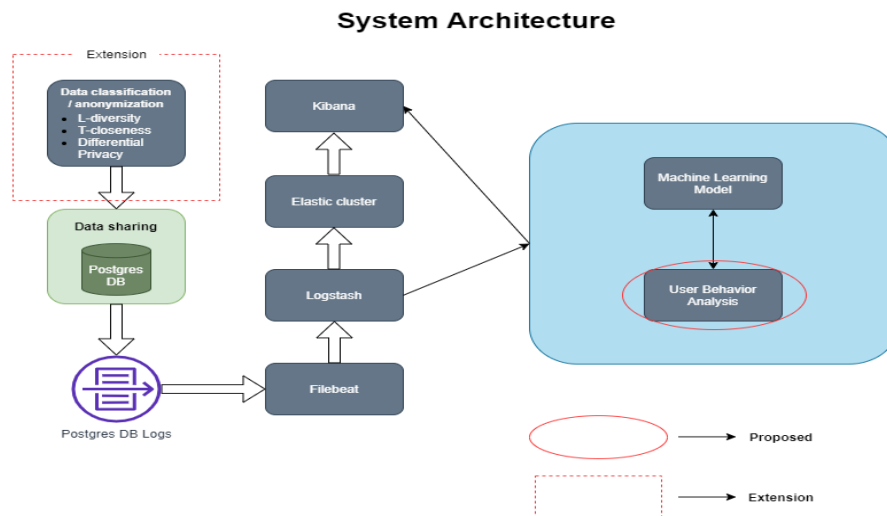 System Architecture
Extension
Data classification
/ anonymization
• L-diversity
• T-closeness
• Differential
Privacy
Data sharing
Postgres
DB
Postgres DB Logs
Kibana
Elastic cluster
Logstash
Filebeat
Machine Learning
Model
User Behavior
Analysis
Proposed
Extension